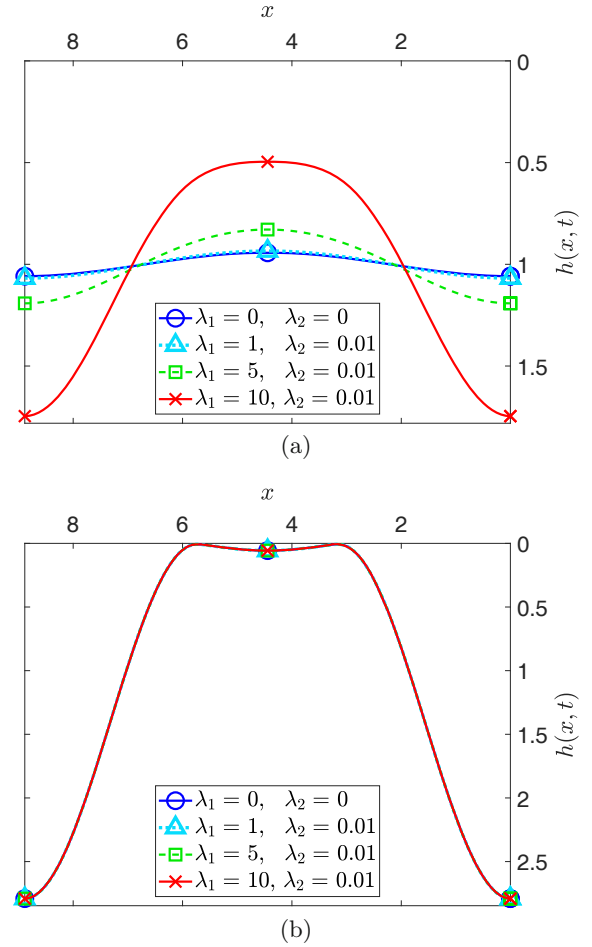 x
8 6 4 2
0
0.5
1
1.5
h(x, t)
λ₁ = 0, λ₂ = 0
λ₁ = 1, λ₂ = 0.01
λ₁ = 5, λ₂ = 0.01
λ₁ = 10, λ₂ = 0.01
(a)
x
8 6 4 2
0
0.5
1
1.5
2
2.5
h(x, t)
λ₁ = 0, λ₂ = 0
λ₁ = 1, λ₂ = 0.01
λ₁ = 5, λ₂ = 0.01
λ₁ = 10, λ₂ = 0.01
(b)